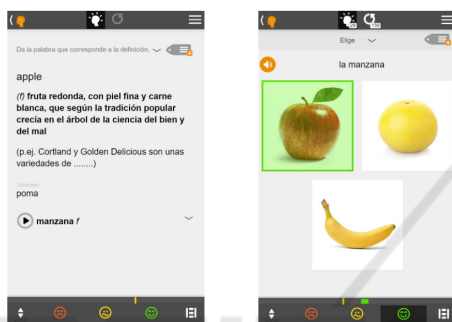 Da la palabra que corresponde a la definición.
apple
(f) fruta redonda, con piel fina y carne
blanca, que según la tradición popular
crecía en el árbol de la ciencia del bien y
del mal
(p.ej. Cortland y Golden Delicious son unas
variedades de ........)
poma
manzana f
Elige
la manzana